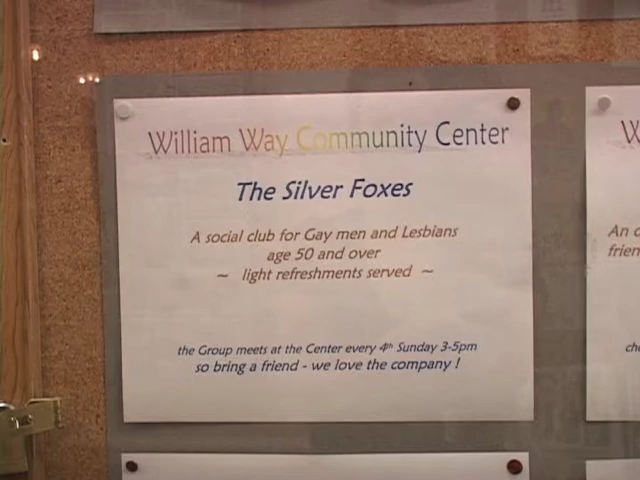 William Way Community Center
The Silver Foxes
A social club for Gay men and Lesbians
age 50 and over
~ light refreshments served ~
the Group meets at the Center every 4th Sunday 3-5pm
so bring a friend - we love the company !
An
frien